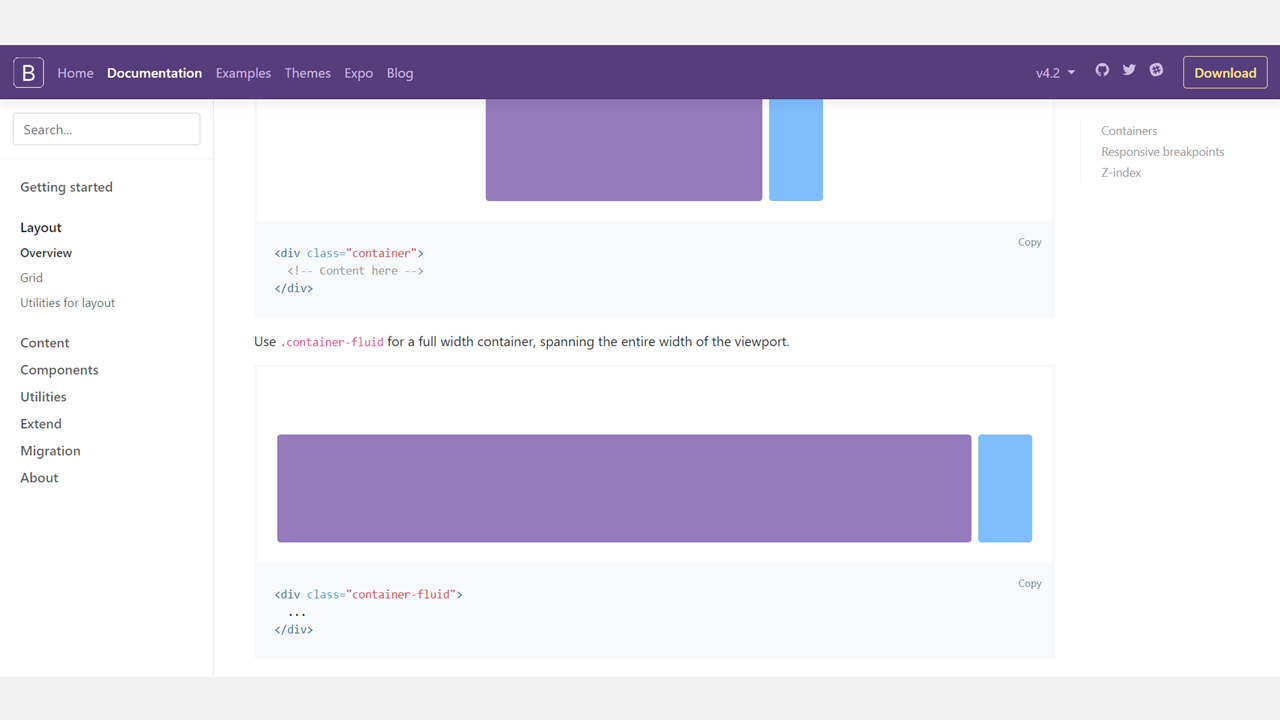 B Home Documentation Examples Themes Expo Blog v4.2 Download
Search...
Getting started
Layout
Overview
Grid
Utilities for layout
Content
Components
Utilities
Extend
Migration
About
Copy
<div class="container">
  <!-- Content here -->
</div>
Use .container-fluid for a full width container, spanning the entire width of the viewport.
Copy
<div class="container-fluid">
  ...
</div>
Containers
Responsive breakpoints
Z-index